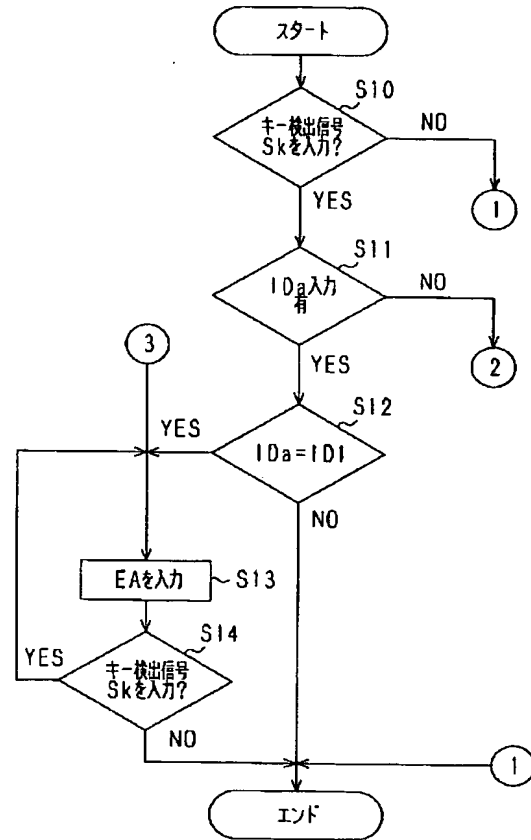 スタート
S10
キー検出信号
Skを入力?
NO
1
YES
S11
IDa入力
有
NO
2
YES
3
S12
YES
IDa=ID1
NO
EAを入力
S13
S14
YES
キー検出信号
Skを入力?
NO
1
エンド